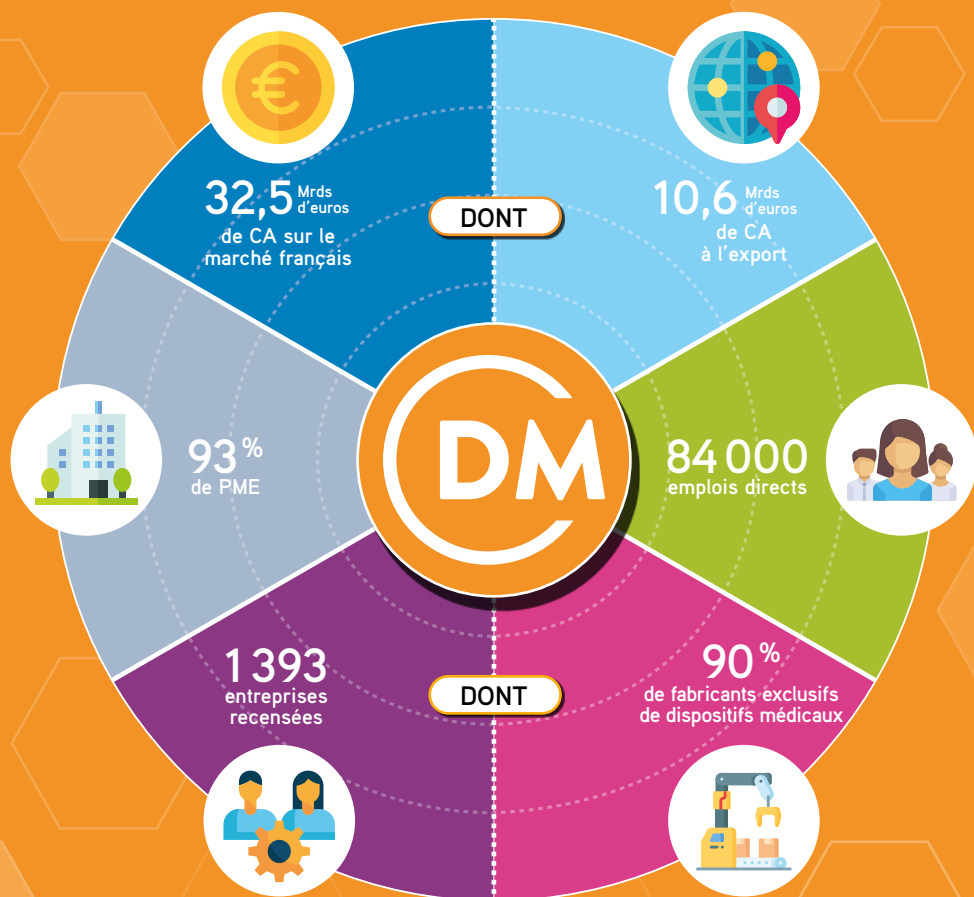 32,5 Mrds d'euros
de CA sur le
marché français
DONT
10,6 Mrds d'euros
de CA
à l'export
93%
de PME
DM
84 000
emplois directs
1 393
entreprises
recensées
DONT
90%
de fabricants exclusifs
de dispositifs médicaux